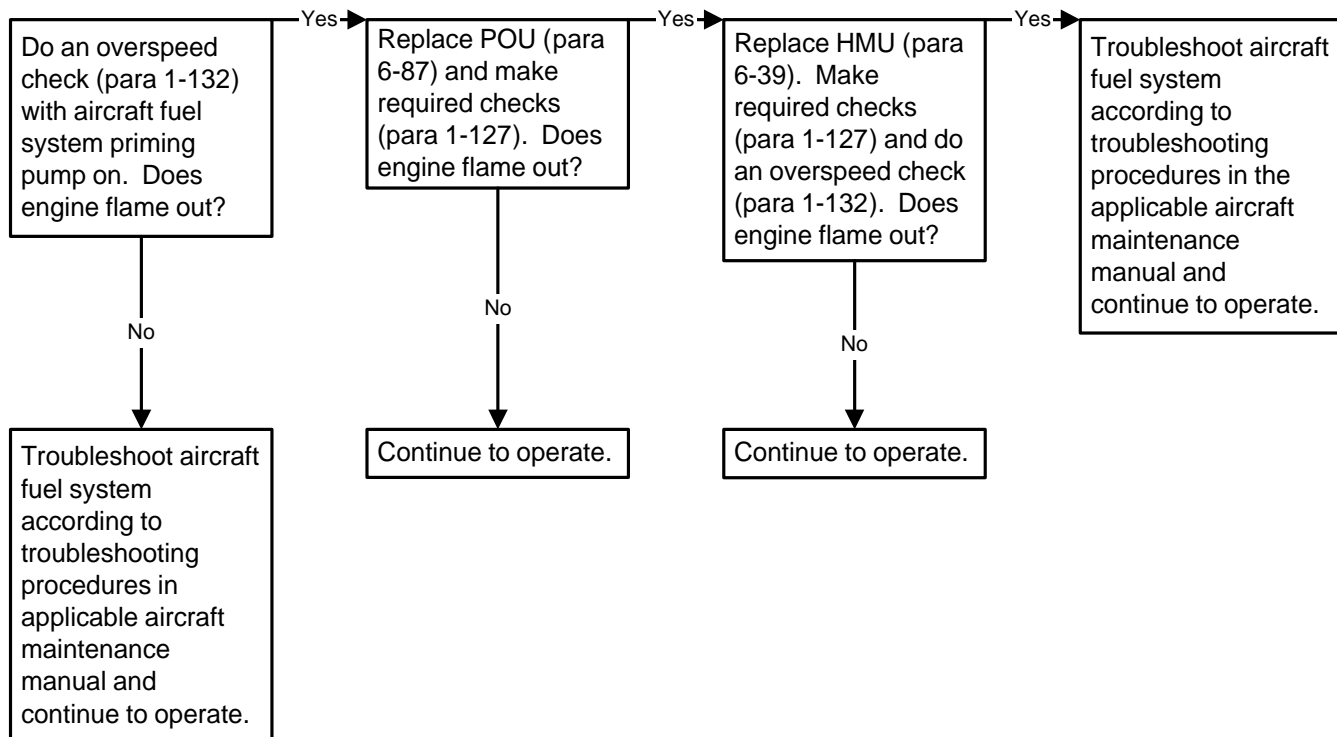 Do an overspeed
check (para 1-132)
with aircraft fuel
system priming
pump on.  Does
engine flame out?
Yes
Replace POU (para
6-87) and make
required checks
(para 1-127).  Does
engine flame out?
Yes
Replace HMU (para
6-39).  Make
required checks
(para 1-127) and do
an overspeed check
(para 1-132).  Does
engine flame out?
Yes
Troubleshoot aircraft
fuel system
according to
troubleshooting
procedures in the
applicable aircraft
maintenance
manual and
continue to operate.
No
No
No
Troubleshoot aircraft
fuel system
according to
troubleshooting
procedures in
applicable aircraft
maintenance
manual and
continue to operate.
Continue to operate.
Continue to operate.